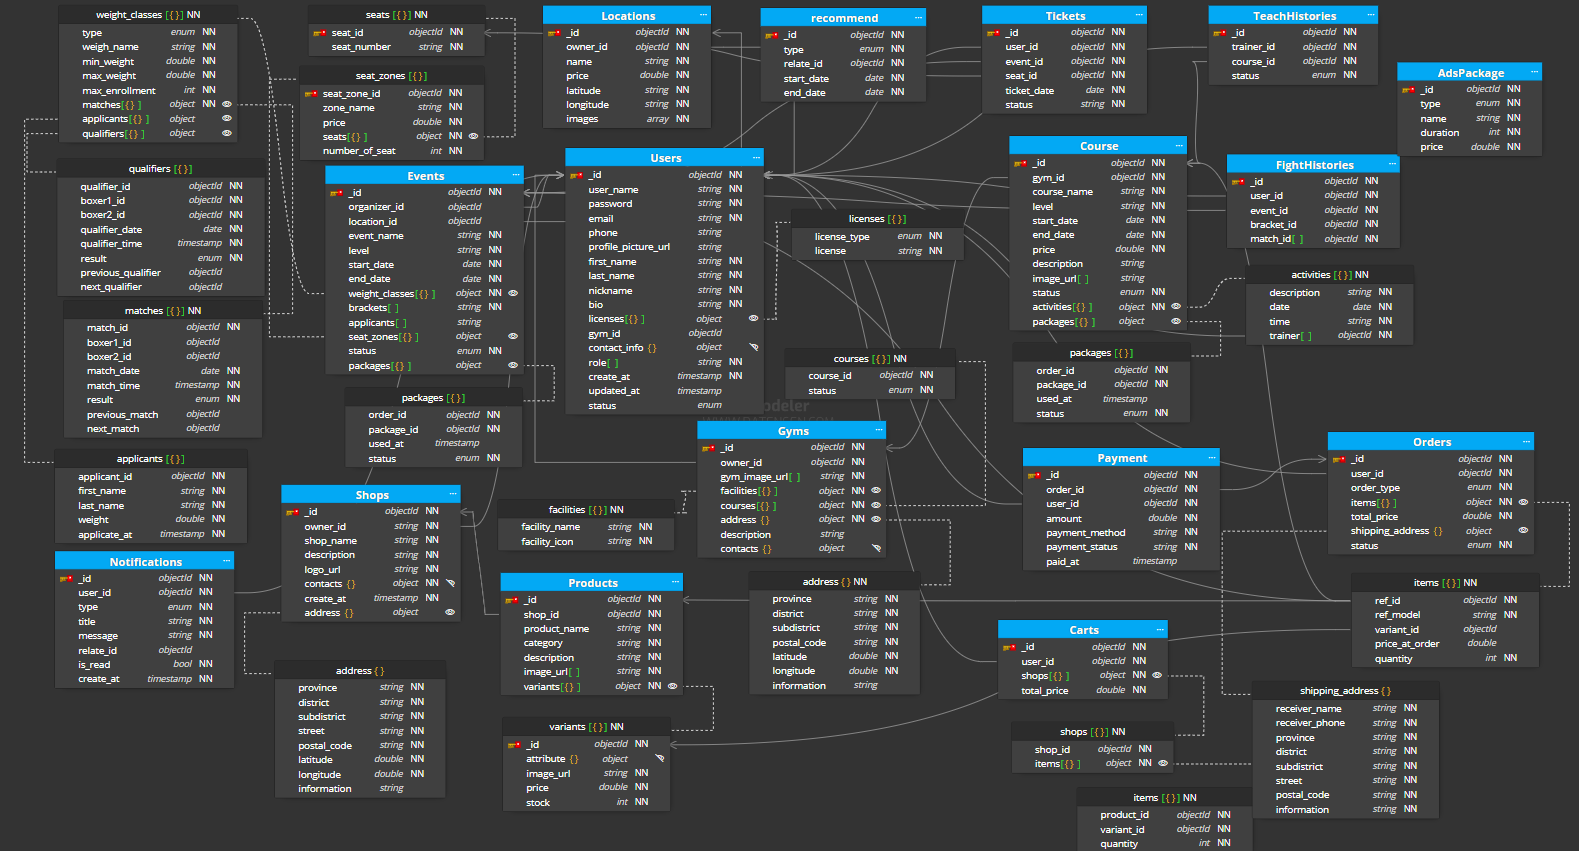 weight_classes [{}] NN
type enum NN
weigh_name string NN
min_weight double NN
max_weight double NN
max_enrollment int NN
matches[{}] object NN
applicants[{}] object
qualifiers[{}] object
qualifiers [{}]
qualifier_id objectId NN
boxer1_id objectId NN
boxer2_id objectId NN
qualifier_date date NN
qualifier_time timestamp NN
result enum NN
previous_qualifier objectId
next_qualifier objectId
matches [{}] NN
match_id objectId NN
boxer1_id objectId
boxer2_id objectId
match_date date NN
match_time timestamp NN
result enum NN
previous_match objectId
next_match objectId
applicants [{}]
applicant_id objectId NN
first_name string NN
last_name string NN
weight double NN
applicate_at timestamp NN
Notifications ...
_id objectId NN
user_id objectId NN
type enum NN
title string NN
message string NN
relate_id objectId
is_read bool NN
create_at timestamp NN
seats [{}] NN
seat_id objectId NN
seat_number string NN
seat_zones [{}]
seat_zone_id objectId NN
zone_name string NN
price double NN
seats[{}] object NN
number_of_seat int NN
Events ...
_id objectId NN
organizer_id objectId
location_id objectId
event_name string NN
level string NN
start_date date NN
end_date date NN
weight_classes[{}] object NN
brackets[] string NN
applicants[] string
seat_zones[{}] object
status enum NN
packages[{}] object
packages [{}]
order_id objectId NN
package_id objectId NN
used_at timestamp
status enum NN
Shops ...
_id objectId NN
owner_id string NN
shop_name string NN
description string NN
logo_url string NN
contacts {} object NN
create_at timestamp NN
address {} object
address {}
province string NN
district string NN
subdistrict string NN
street string NN
postal_code string NN
latitude double NN
longitude double NN
information string
Locations ...
_id objectId NN
owner_id objectId NN
name string NN
price double NN
latitude string NN
longitude string NN
images array NN
Users ...
_id objectId NN
user_name string NN
password string NN
email string NN
phone string
profile_picture_url string
first_name string NN
last_name string NN
nickname string NN
bio string NN
licenses[{}] object
gym_id objectId
contact_info {} object
role[] string NN
create_at timestamp NN
updated_at timestamp
status enum
facilities [{}] NN
facility_name string NN
facility_icon string NN
Products ...
_id objectId NN
shop_id objectId NN
product_name string NN
category string NN
description string NN
image_url[] string NN
variants[{}] object NN
variants [{}] NN
_id objectId NN
attribute {} object
image_url string NN
price double NN
stock int NN
recommend ...
_id objectId NN
type enum NN
relate_id objectId NN
start_date date NN
end_date date NN
licenses [{}]
license_type enum NN
license string NN
courses [{}] NN
course_id objectId NN
status enum NN
Gyms ...
_id objectId NN
owner_id objectId NN
gym_image_url[] string NN
facilities[{}] object NN
courses[{}] object NN
address {} object NN
description string
contacts {} object
address {} NN
province string NN
district string NN
subdistrict string NN
postal_code string NN
latitude double NN
longitude double NN
information string
Tickets ...
_id objectId NN
user_id objectId NN
event_id objectId NN
seat_id objectId NN
ticket_date date NN
status string NN
Course ...
_id objectId NN
gym_id objectId NN
course_name string NN
level string NN
start_date date NN
end_date date NN
price double NN
description string
image_url[] string
status enum NN
activities[{}] object NN
packages[{}] object
packages [{}]
order_id objectId NN
package_id objectId NN
used_at timestamp
status enum NN
Payment ...
_id objectId NN
order_id objectId NN
user_id objectId NN
amount double NN
payment_method string NN
payment_status string NN
paid_at timestamp
Carts ...
_id objectId NN
user_id objectId NN
shops[{}] object NN
total_price double NN
shops [{}] NN
shop_id objectId NN
items[{}] object NN
items [{}] NN
product_id objectId NN
variant_id objectId NN
quantity int NN
TeachHistories ...
_id objectId NN
trainer_id objectId NN
course_id objectId NN
status enum NN
AdsPackage ...
_id objectId NN
type enum NN
name string NN
duration int NN
price double NN
FightHistories ...
_id objectId NN
user_id objectId NN
event_id objectId NN
bracket_id objectId NN
match_id[] objectId NN
activities [{}] NN
description string NN
date date NN
time string NN
trainer[] objectId NN
Orders ...
_id objectId NN
user_id objectId NN
order_type enum NN
items[{}] object NN
total_price double NN
shipping_address {} object
status enum NN
items [{}] NN
ref_id objectId NN
ref_model string NN
variant_id objectId
price_at_order double
quantity int NN
shipping_address {}
receiver_name string NN
receiver_phone string NN
province string NN
district string NN
subdistrict string NN
street string NN
postal_code string NN
information string NN